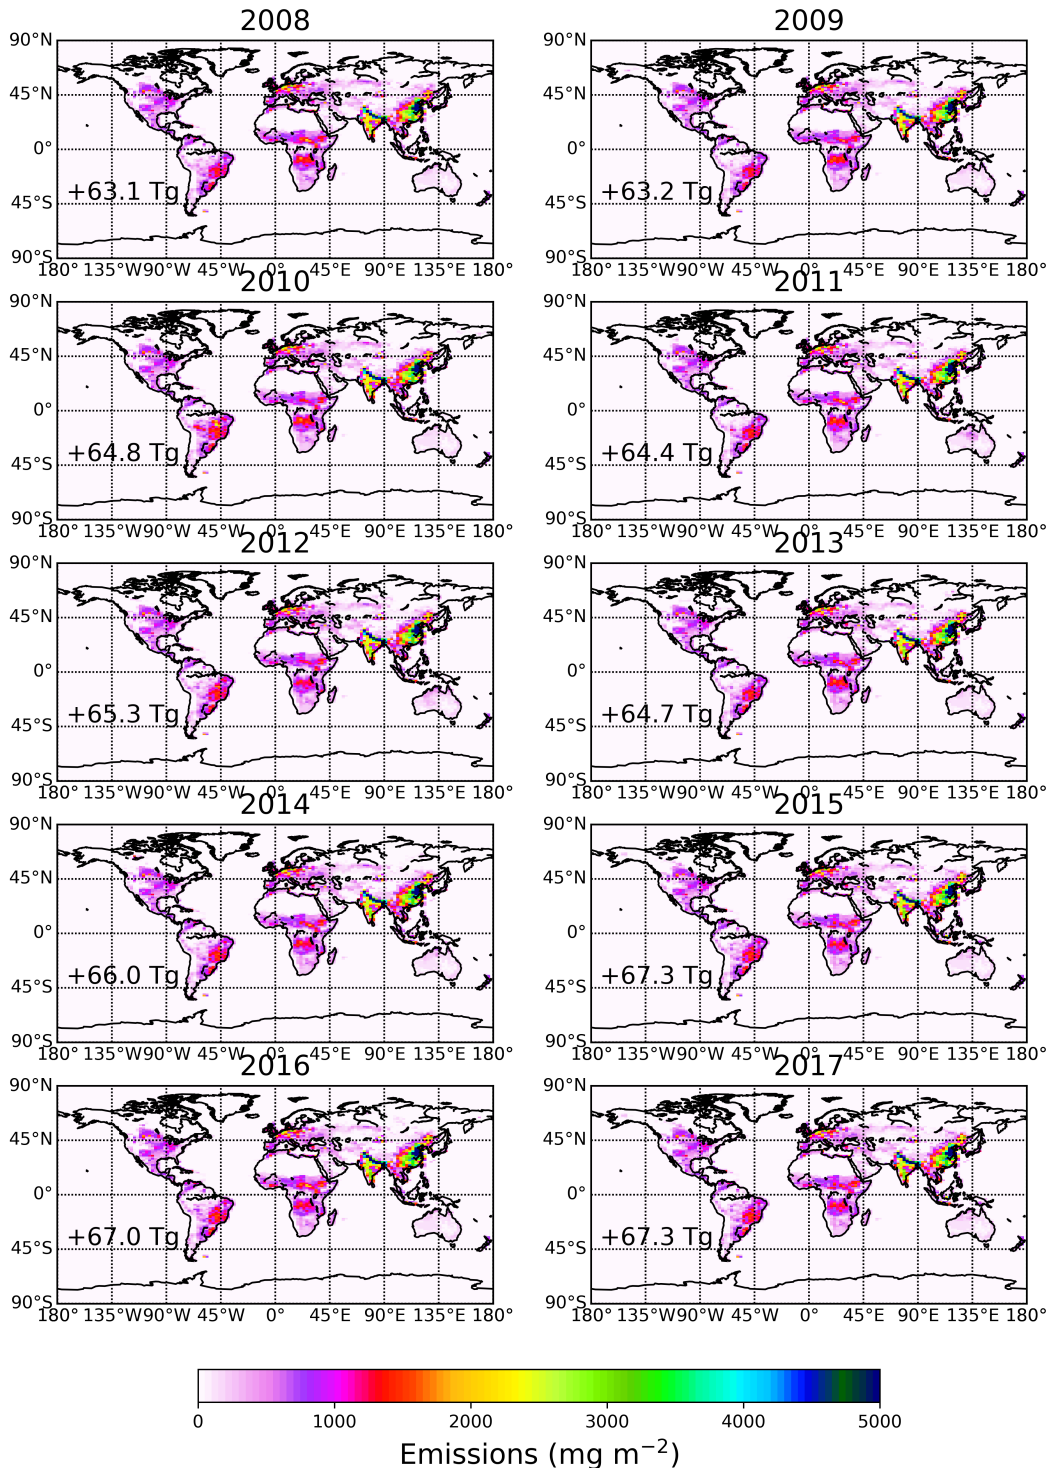 2008 2009
90°N 90°N
45°N 45°N
0° 0°
+63.1 Tg +63.2 Tg
45°S 45°S
90°S 90°S
180° 135°W 90°W 45°W 0° 45°E 90°E 135°E 180° 180° 135°W 90°W 45°W 0° 45°E 90°E 135°E 180°
2010 2011
90°N 90°N
45°N 45°N
0° 0°
+64.8 Tg +64.4 Tg
45°S 45°S
90°S 90°S
180° 135°W 90°W 45°W 0° 45°E 90°E 135°E 180° 180° 135°W 90°W 45°W 0° 45°E 90°E 135°E 180°
2012 2013
90°N 90°N
45°N 45°N
0° 0°
+65.3 Tg +64.7 Tg
45°S 45°S
90°S 90°S
180° 135°W 90°W 45°W 0° 45°E 90°E 135°E 180° 180° 135°W 90°W 45°W 0° 45°E 90°E 135°E 180°
2014 2015
90°N 90°N
45°N 45°N
0° 0°
+66.0 Tg +67.3 Tg
45°S 45°S
90°S 90°S
180° 135°W 90°W 45°W 0° 45°E 90°E 135°E 180° 180° 135°W 90°W 45°W 0° 45°E 90°E 135°E 180°
2016 2017
90°N 90°N
45°N 45°N
0° 0°
+67.0 Tg +67.3 Tg
45°S 45°S
90°S 90°S
180° 135°W 90°W 45°W 0° 45°E 90°E 135°E 180° 180° 135°W 90°W 45°W 0° 45°E 90°E 135°E 180°
0 1000 2000 3000 4000 5000
Emissions (mg m⁻²)